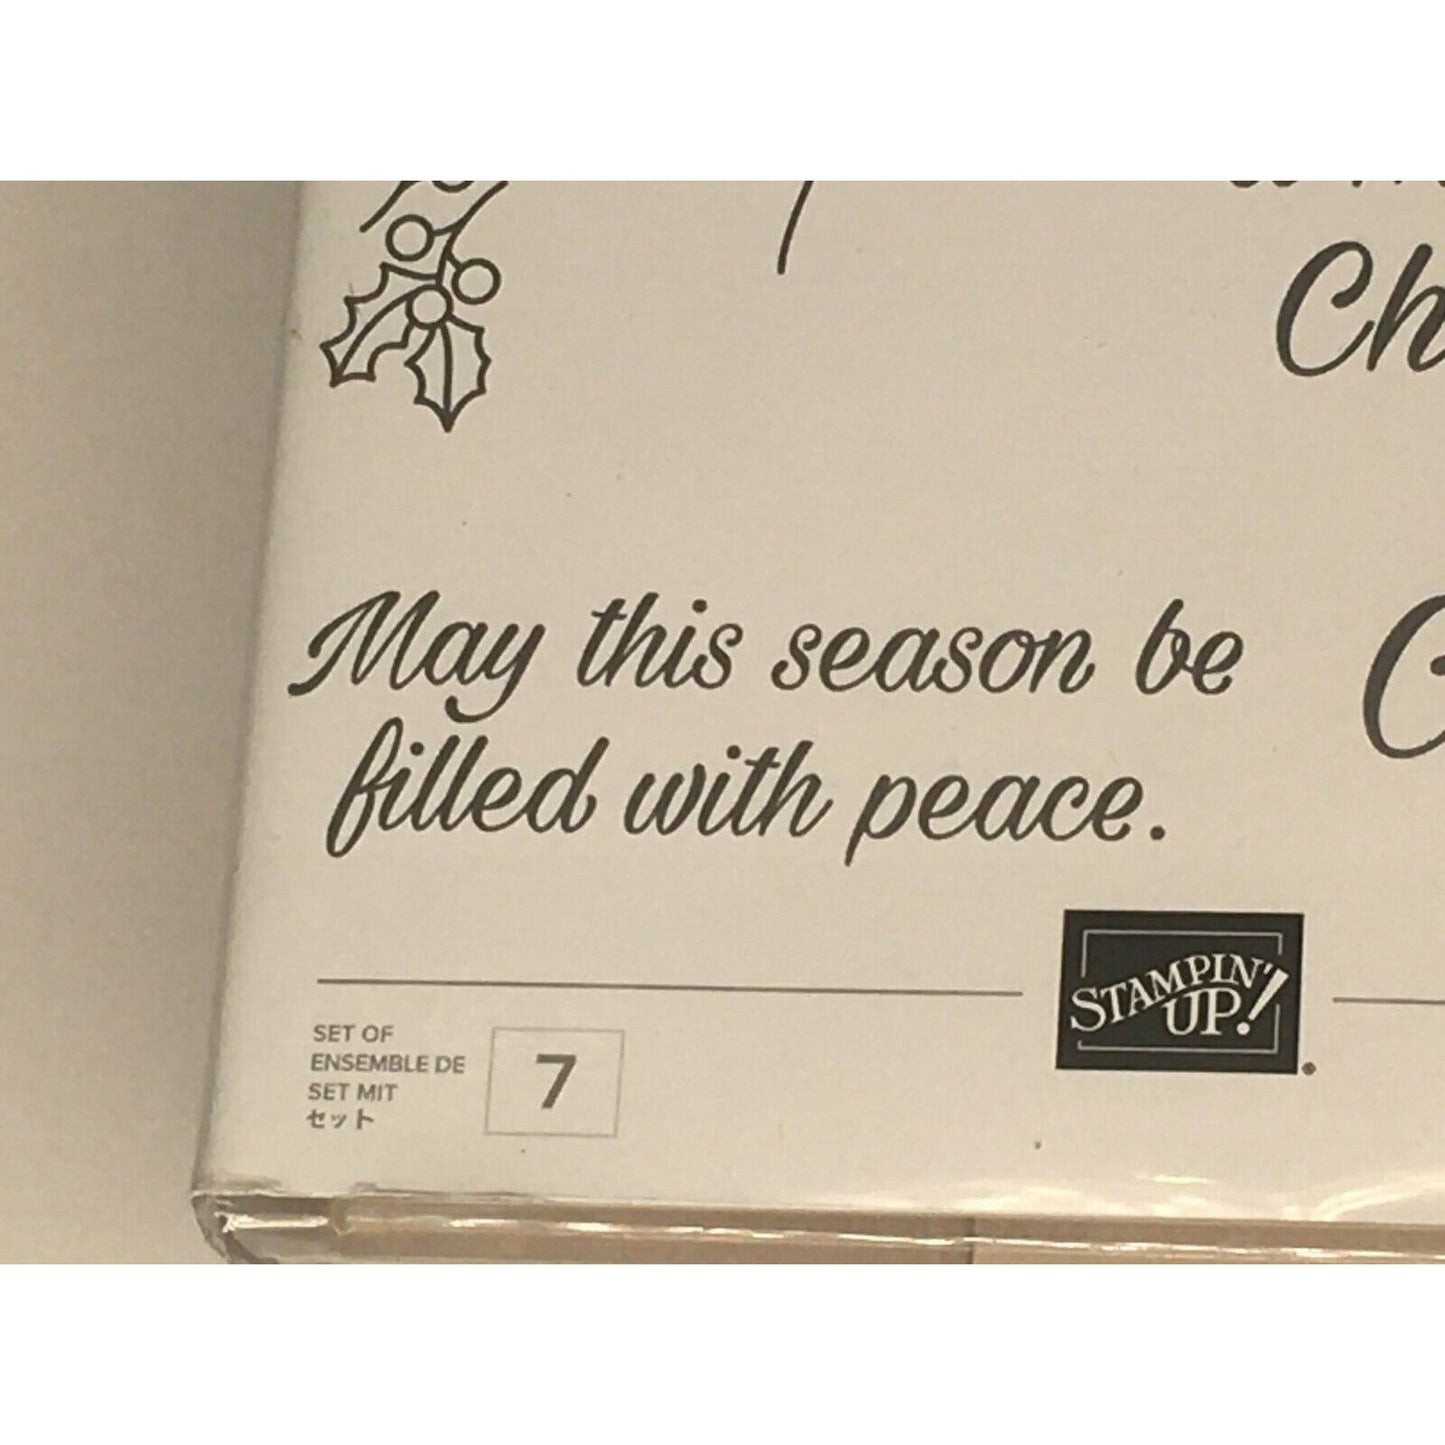 May this season be
filled with peace.
STAMPIN'
UP!®
SET OF
ENSEMBLE DE
SET MIT
セット
7